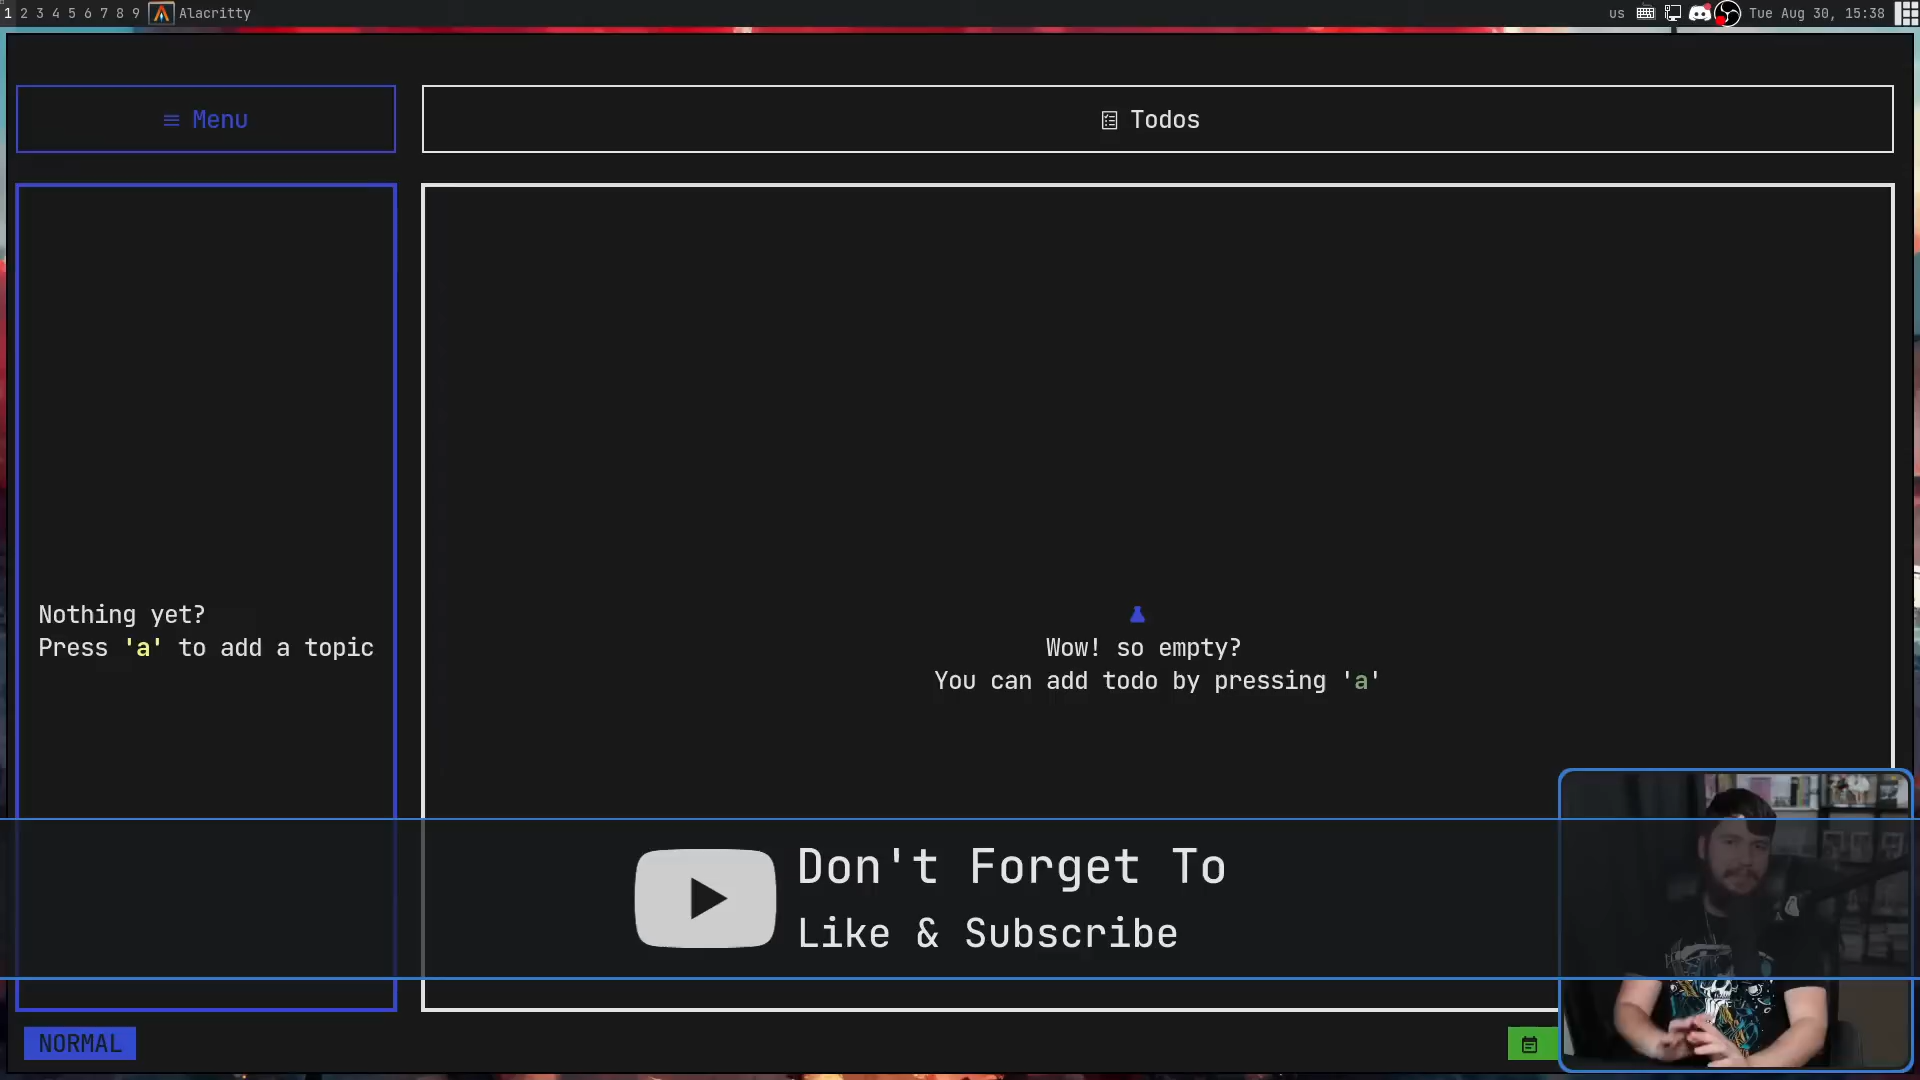 1 2 3 4 5 6 7 8 9 Alacritty
us Tue Aug 30, 15:38
≡ Menu
Todos
Nothing yet?
Press 'a' to add a topic
Wow! so empty?
You can add todo by pressing 'a'
Don't Forget To
Like & Subscribe
NORMAL